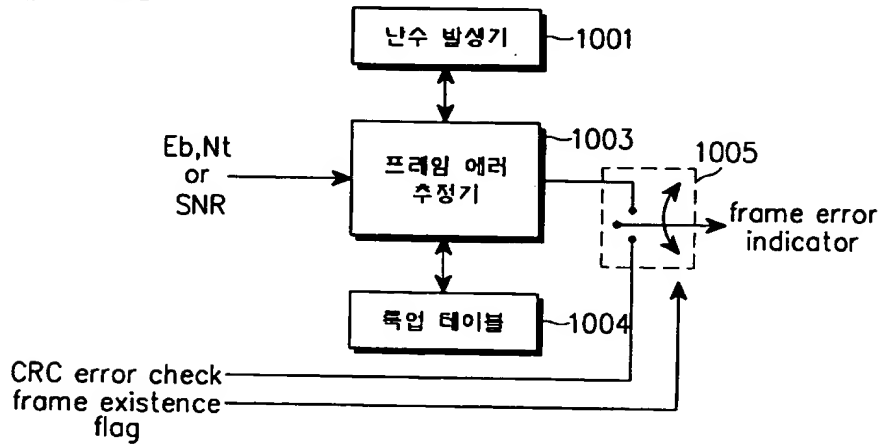 난수 발생기
1001
Eb,Nt
or
SNR
프레임 에러
추정기
1003
1005
frame error
indicator
룩업 테이블
1004
CRC error check
frame existence
flag